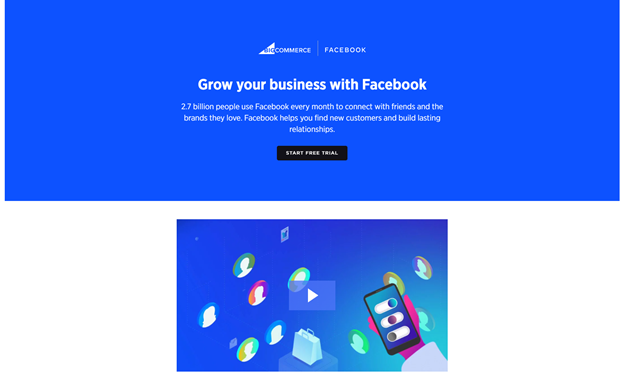 BIGCOMMERCE | FACEBOOK
Grow your business with Facebook
2.7 billion people use Facebook every month to connect with friends and the
brands they love. Facebook helps you find new customers and build lasting
relationships.
START FREE TRIAL